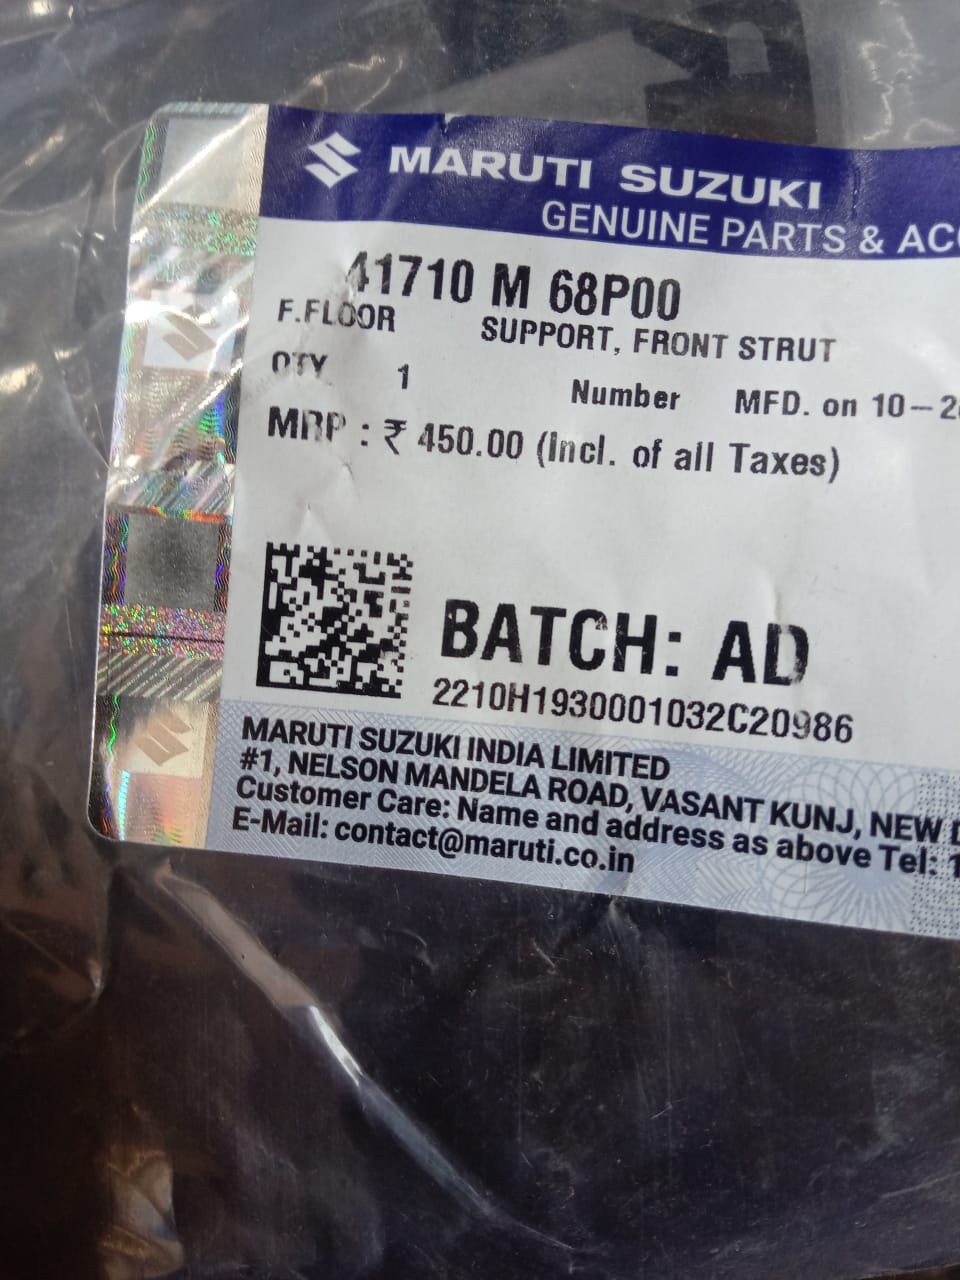 MARUTI SUZUKI
GENUINE PARTS &
41710 M 68P00
F.FLOOR SUPPORT, FRONT STRUT
QTY 1 Number MFD. on 10-2
MRP : ₹ 450.00 (Incl. of all Taxes)
BATCH: AD
2210H1930001032C20986
MARUTI SUZUKI INDIA LIMITED
#1, NELSON MANDELA ROAD, VASANT KUNJ, NEW
Customer Care: Name and address as above Tel: 1
E-Mail: contact@maruti.co.in